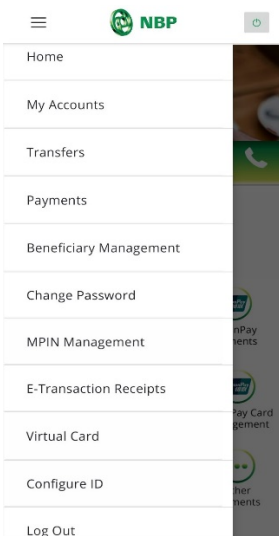 NBP
Home
My Accounts
Transfers
Payments
Beneficiary Management
Change Password
MPIN Management
E-Transaction Receipts
Virtual Card
Configure ID
Log Out